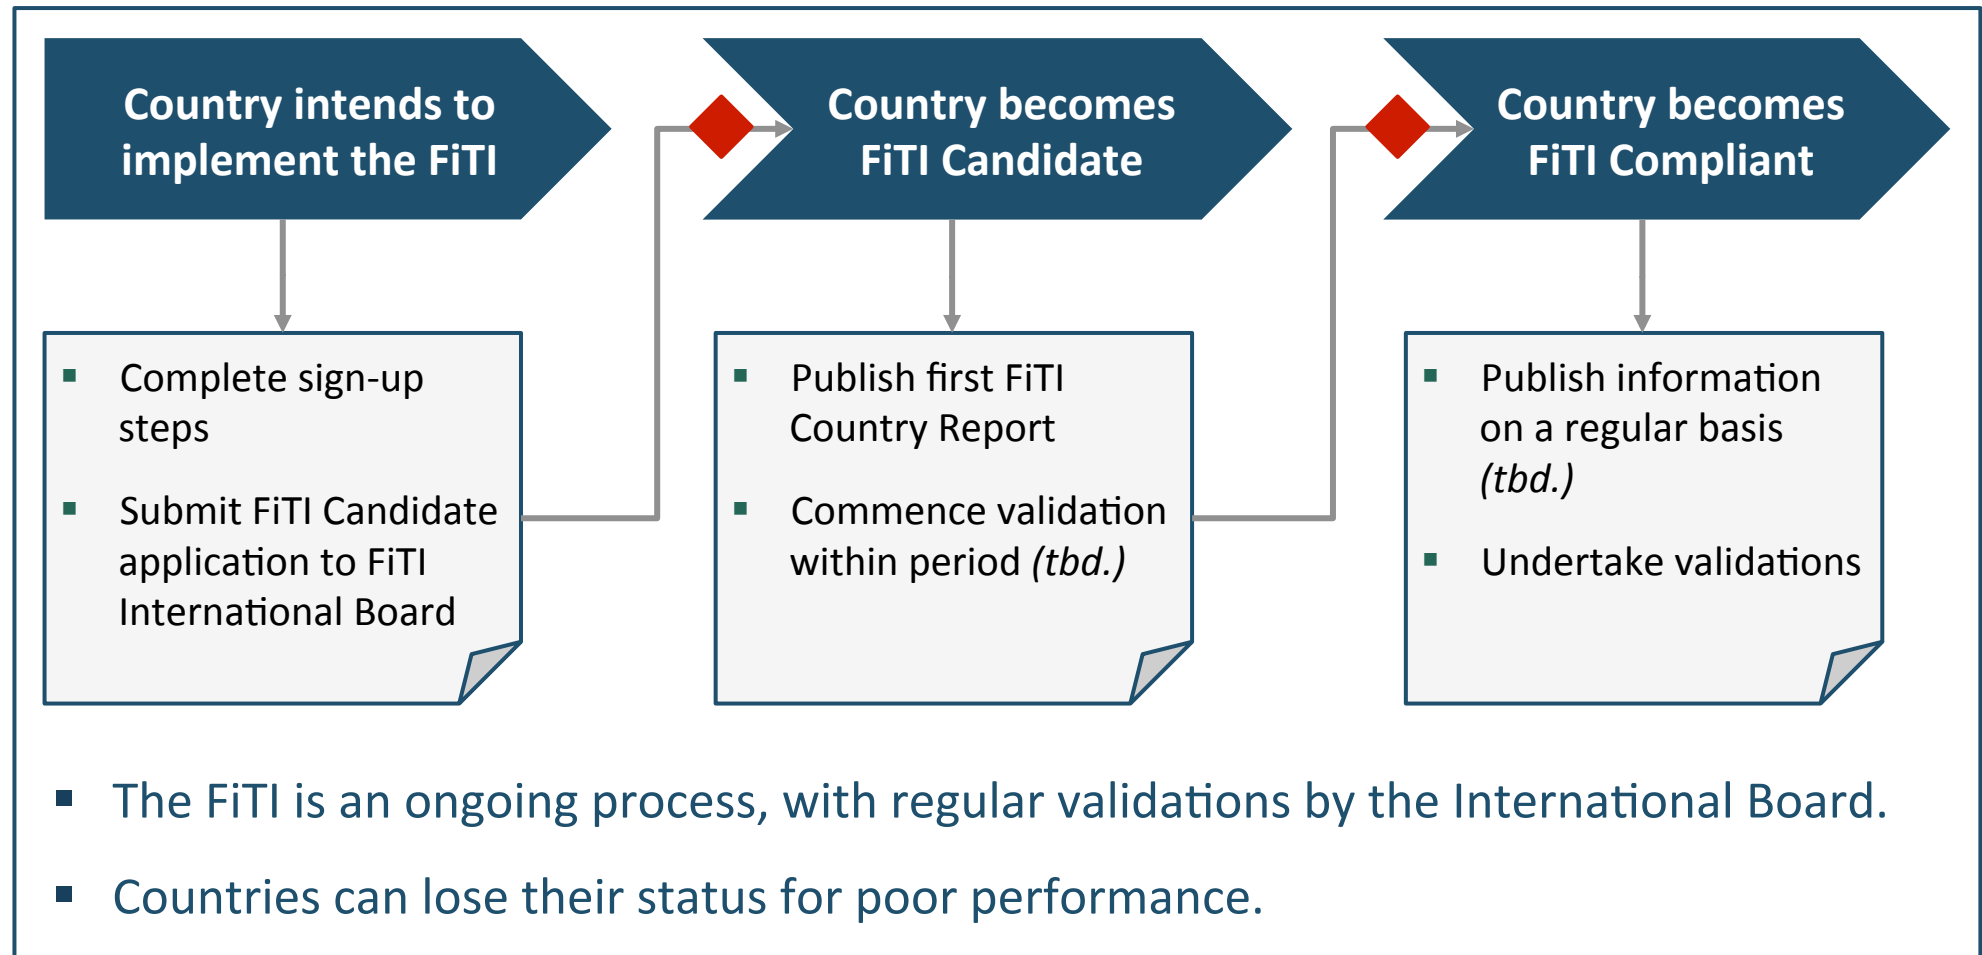 Country intends to
implement the FiTI
Country becomes
FiTI Candidate
Country becomes
FiTI Compliant
▪ Complete sign-up
steps
▪ Submit FiTI Candidate
application to FiTI
International Board
▪ Publish first FiTI
Country Report
▪ Commence validation
within period (tbd.)
▪ Publish information
on a regular basis
(tbd.)
▪ Undertake validations
▪ The FiTI is an ongoing process, with regular validations by the International Board.
▪ Countries can lose their status for poor performance.